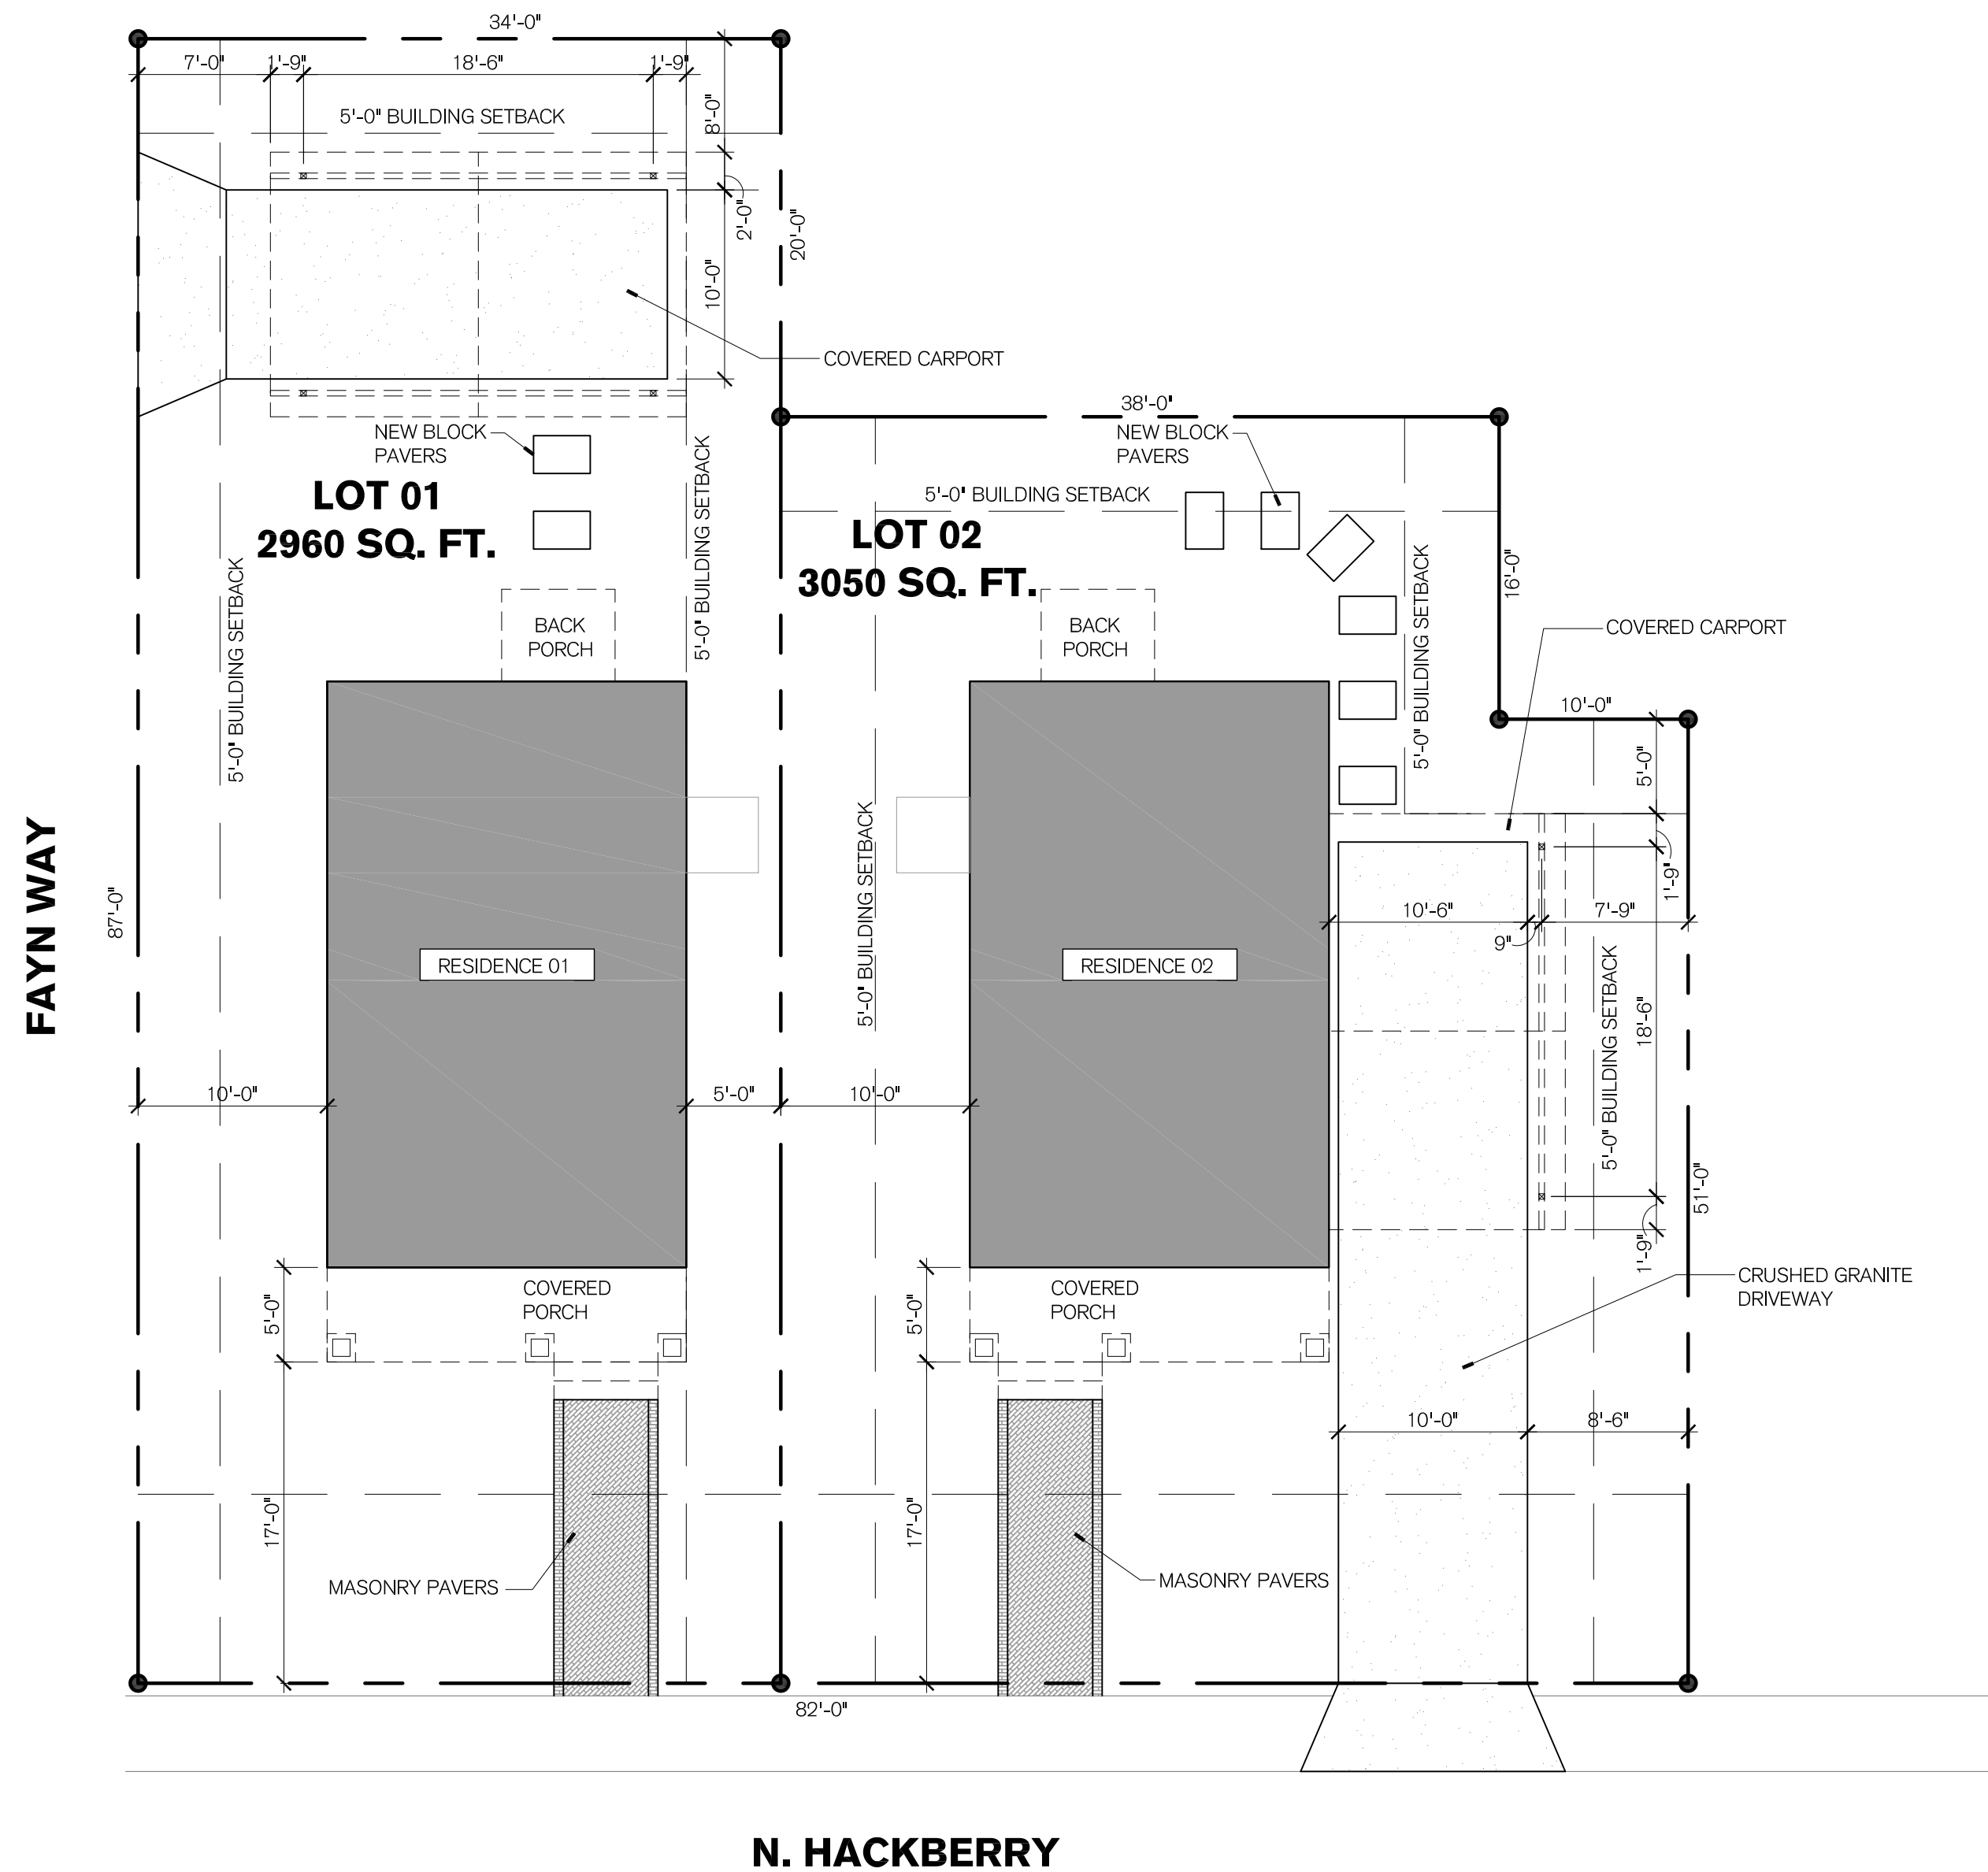 34'-0"
7'-0"
1'-9"
18'-6"
1'-9"
5'-0" BUILDING SETBACK
8'-0"
2'-0"
20'-0"
10'-0"
COVERED CARPORT
38'-0"
NEW BLOCK
PAVERS
NEW BLOCK
PAVERS
LOT 01
2960 SQ. FT.
5'-0" BUILDING SETBACK
5'-0" BUILDING SETBACK
5'-0" BUILDING SETBACK
LOT 02
3050 SQ. FT.
5'-0" BUILDING SETBACK
16'-0"
BACK
PORCH
BACK
PORCH
COVERED CARPORT
10'-0"
5'-0"
1'-9"
FAYN WAY
87'-0"
5'-0" BUILDING SETBACK
10'-6"
9"
7'-9"
RESIDENCE 01
RESIDENCE 02
5'-0" BUILDING SETBACK
18'-6"
10'-0"
5'-0"
10'-0"
51'-0"
1'-9"
COVERED
PORCH
COVERED
PORCH
5'-0"
5'-0"
CRUSHED GRANITE
DRIVEWAY
10'-0"
8'-6"
17'-0"
17'-0"
MASONRY PAVERS
MASONRY PAVERS
82'-0"
N. HACKBERRY